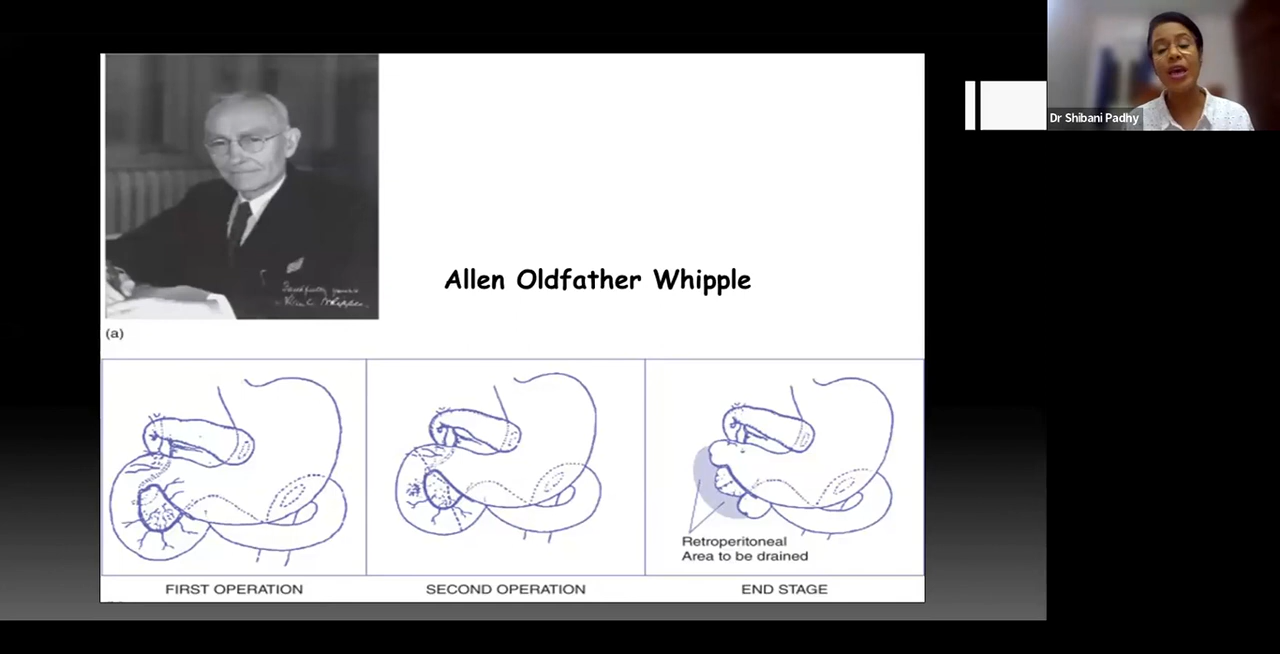 Dr Shibani Padhy
Allen Oldfather Whipple
(a)
Retroperitoneal
Area to be drained
FIRST OPERATION
SECOND OPERATION
END STAGE